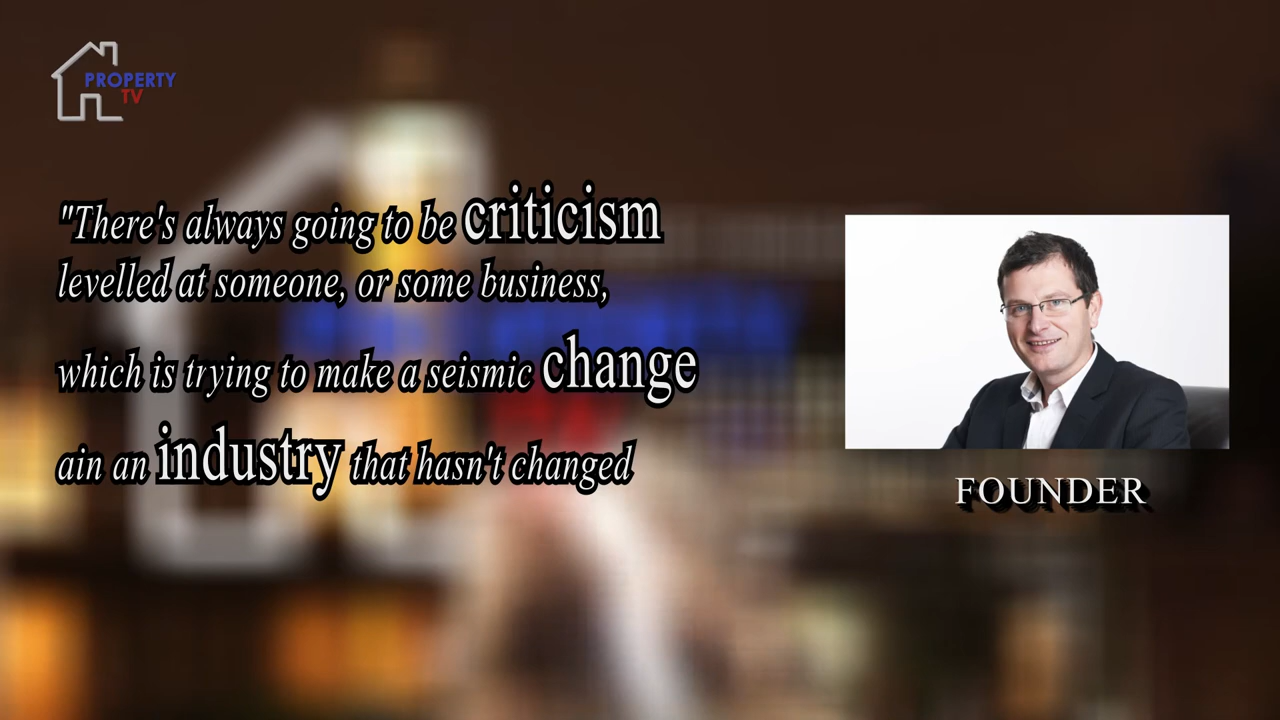 PROPERTY
TV
"There's always going to be criticism
levelled at someone, or some business,
which is trying to make a seismic change
ain an industry that hasn't changed
FOUNDER